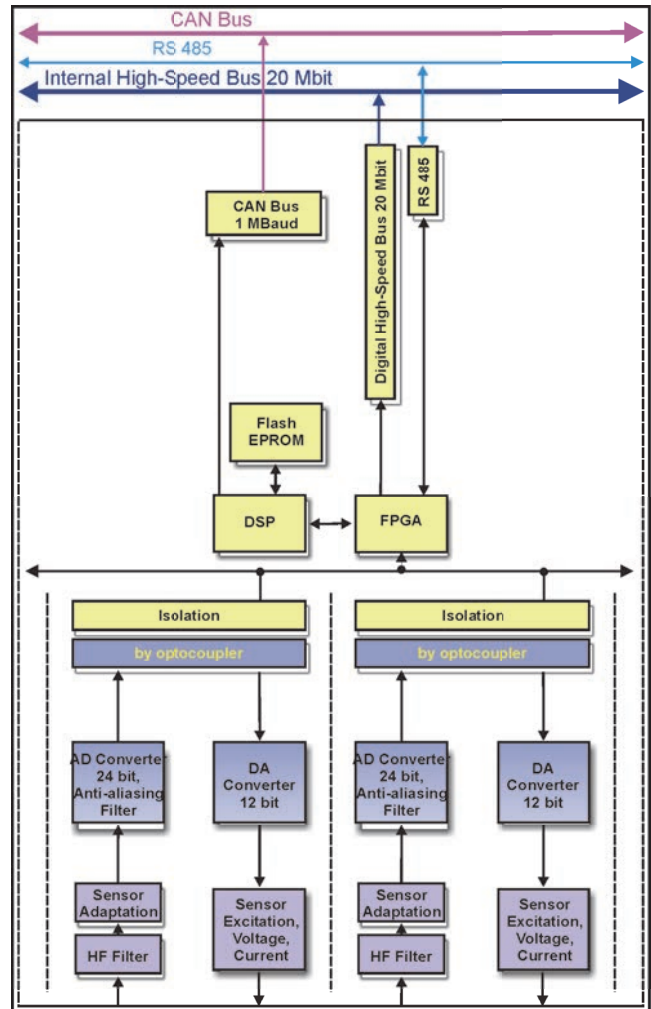 CAN Bus
RS 485
Internal High-Speed Bus 20 Mbit
CAN Bus
1 MBaud
Digital High-Speed Bus 20 Mbit
RS 485
Flash
EPROM
DSP
FPGA
Isolation
by optocoupler
Isolation
by optocoupler
AD Converter
24 bit,
Anti-aliasing
Filter
DA
Converter
12 bit
AD Converter
24 bit,
Anti-aliasing
Filter
DA
Converter
12 bit
Sensor
Adaptation
HF Filter
Sensor
Excitation,
Voltage,
Current
Sensor
Adaptation
HF Filter
Sensor
Excitation,
Voltage,
Current